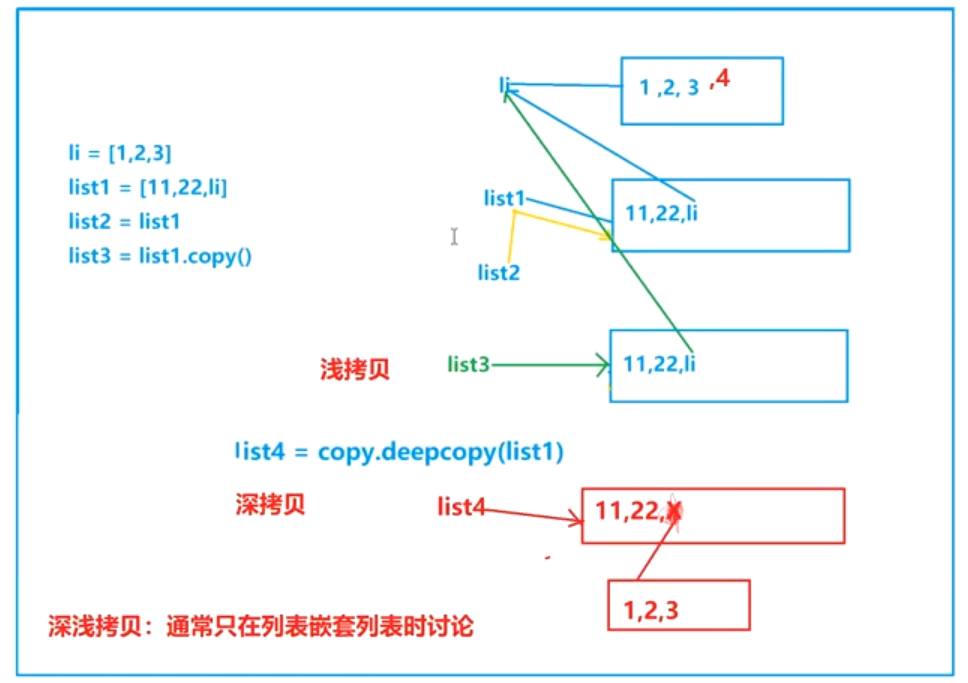 li = [1,2,3]
list1 = [11,22,li]
list2 = list1
list3 = list1.copy()
li
1 ,2, 3 ,4
list1
11,22,li
list2
浅拷贝
list3
11,22,li
list4 = copy.deepcopy(list1)
深拷贝
list4
11,22,X
1,2,3
深浅拷贝：通常只在列表嵌套列表时讨论